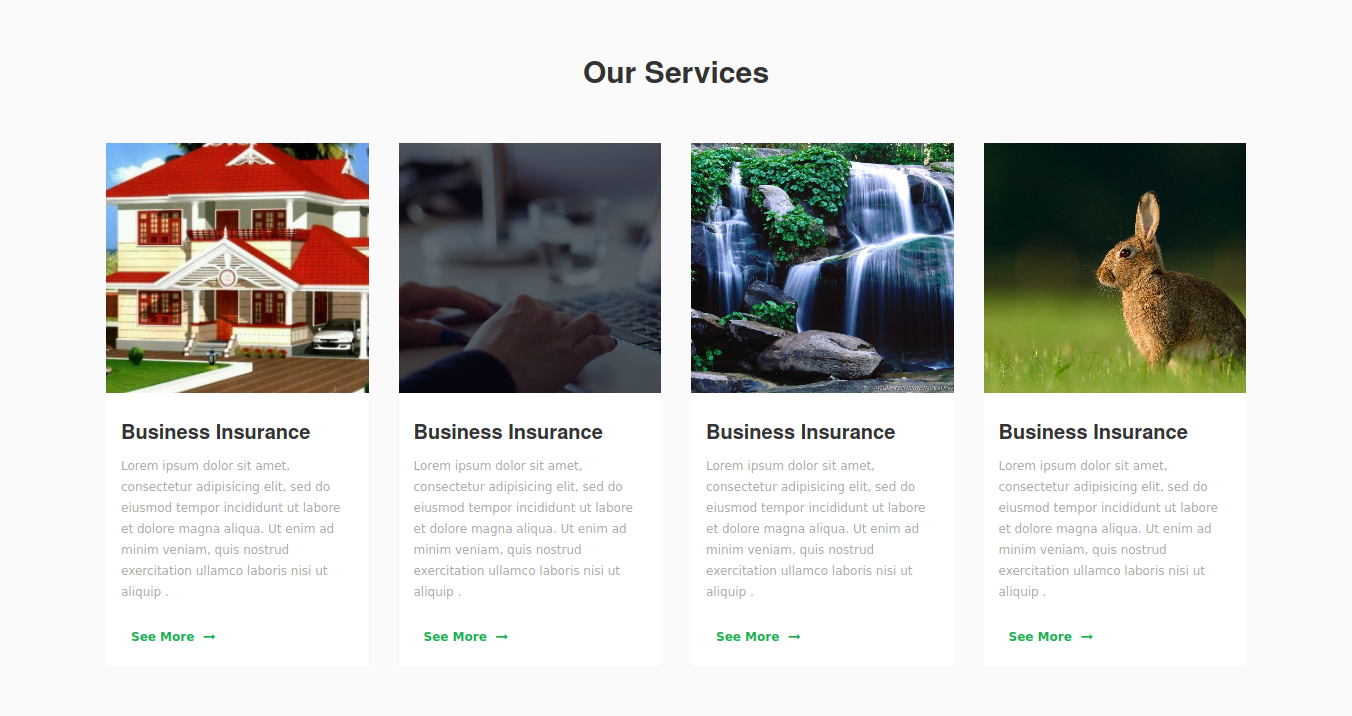 Our Services
Business Insurance
Lorem ipsum dolor sit amet,
consectetur adipisicing elit, sed do
eiusmod tempor incididunt ut labore
et dolore magna aliqua. Ut enim ad
minim veniam, quis nostrud
exercitation ullamco laboris nisi ut
aliquip .
See More →
Business Insurance
Lorem ipsum dolor sit amet,
consectetur adipisicing elit, sed do
eiusmod tempor incididunt ut labore
et dolore magna aliqua. Ut enim ad
minim veniam, quis nostrud
exercitation ullamco laboris nisi ut
aliquip .
See More →
Business Insurance
Lorem ipsum dolor sit amet,
consectetur adipisicing elit, sed do
eiusmod tempor incididunt ut labore
et dolore magna aliqua. Ut enim ad
minim veniam, quis nostrud
exercitation ullamco laboris nisi ut
aliquip .
See More →
Business Insurance
Lorem ipsum dolor sit amet,
consectetur adipisicing elit, sed do
eiusmod tempor incididunt ut labore
et dolore magna aliqua. Ut enim ad
minim veniam, quis nostrud
exercitation ullamco laboris nisi ut
aliquip .
See More →